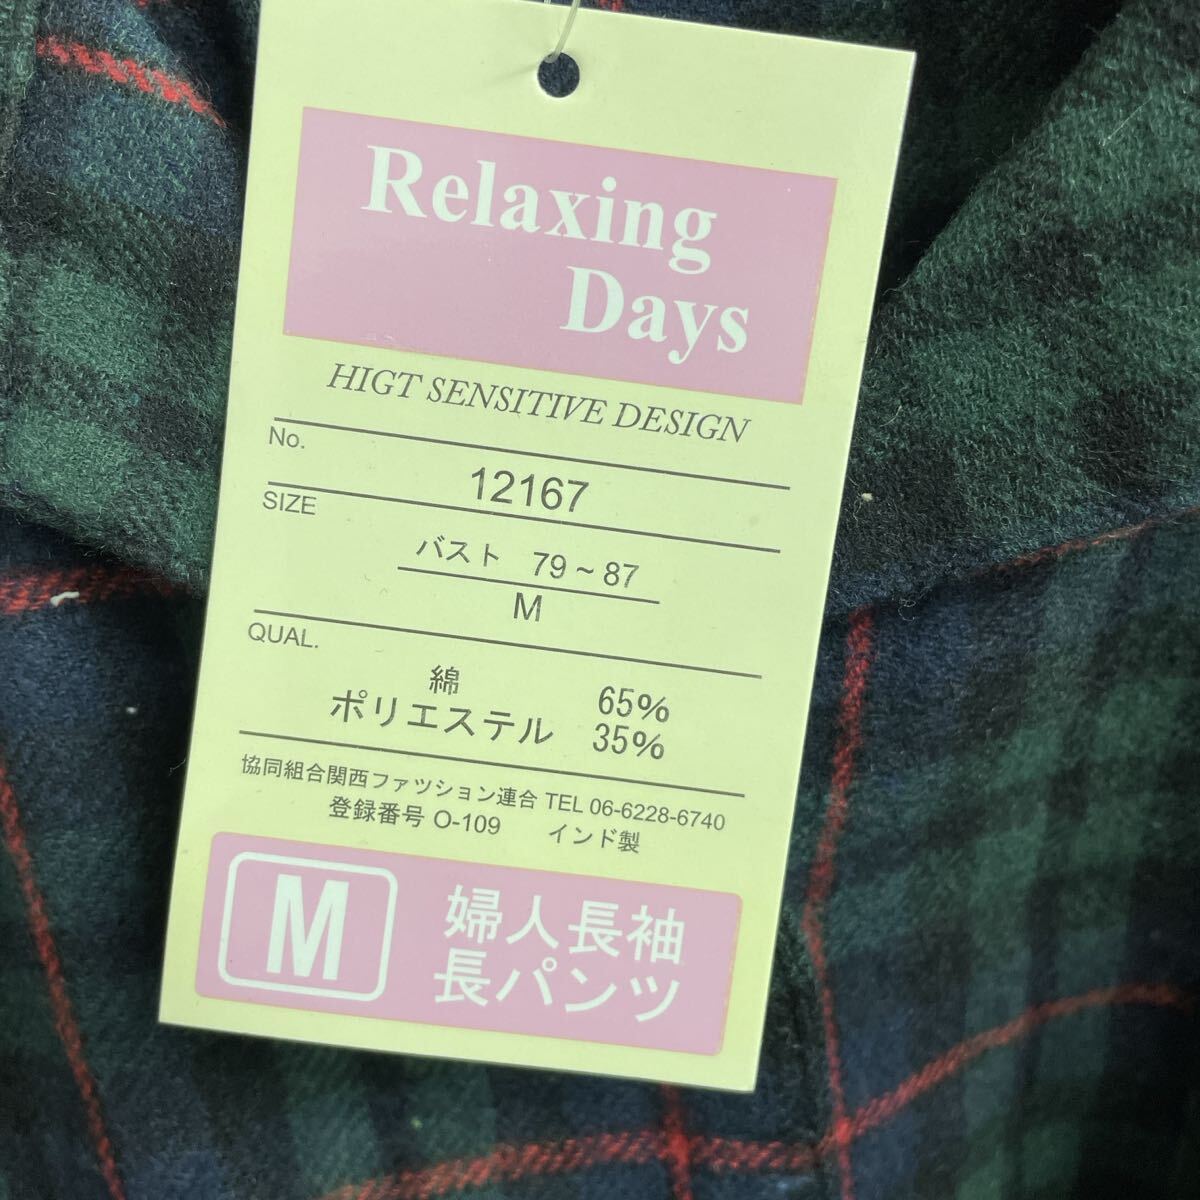 Relaxing
Days
HIGT SENSITIVE DESIGN
No.
12167
SIZE
バスト 79～87
M
QUAL.
綿 65%
ポリエステル 35%
協同組合関西ファツション連合 TEL 06-6228-6740
登録番号 O-109 インド製
M
婦人長袖
長パンツ